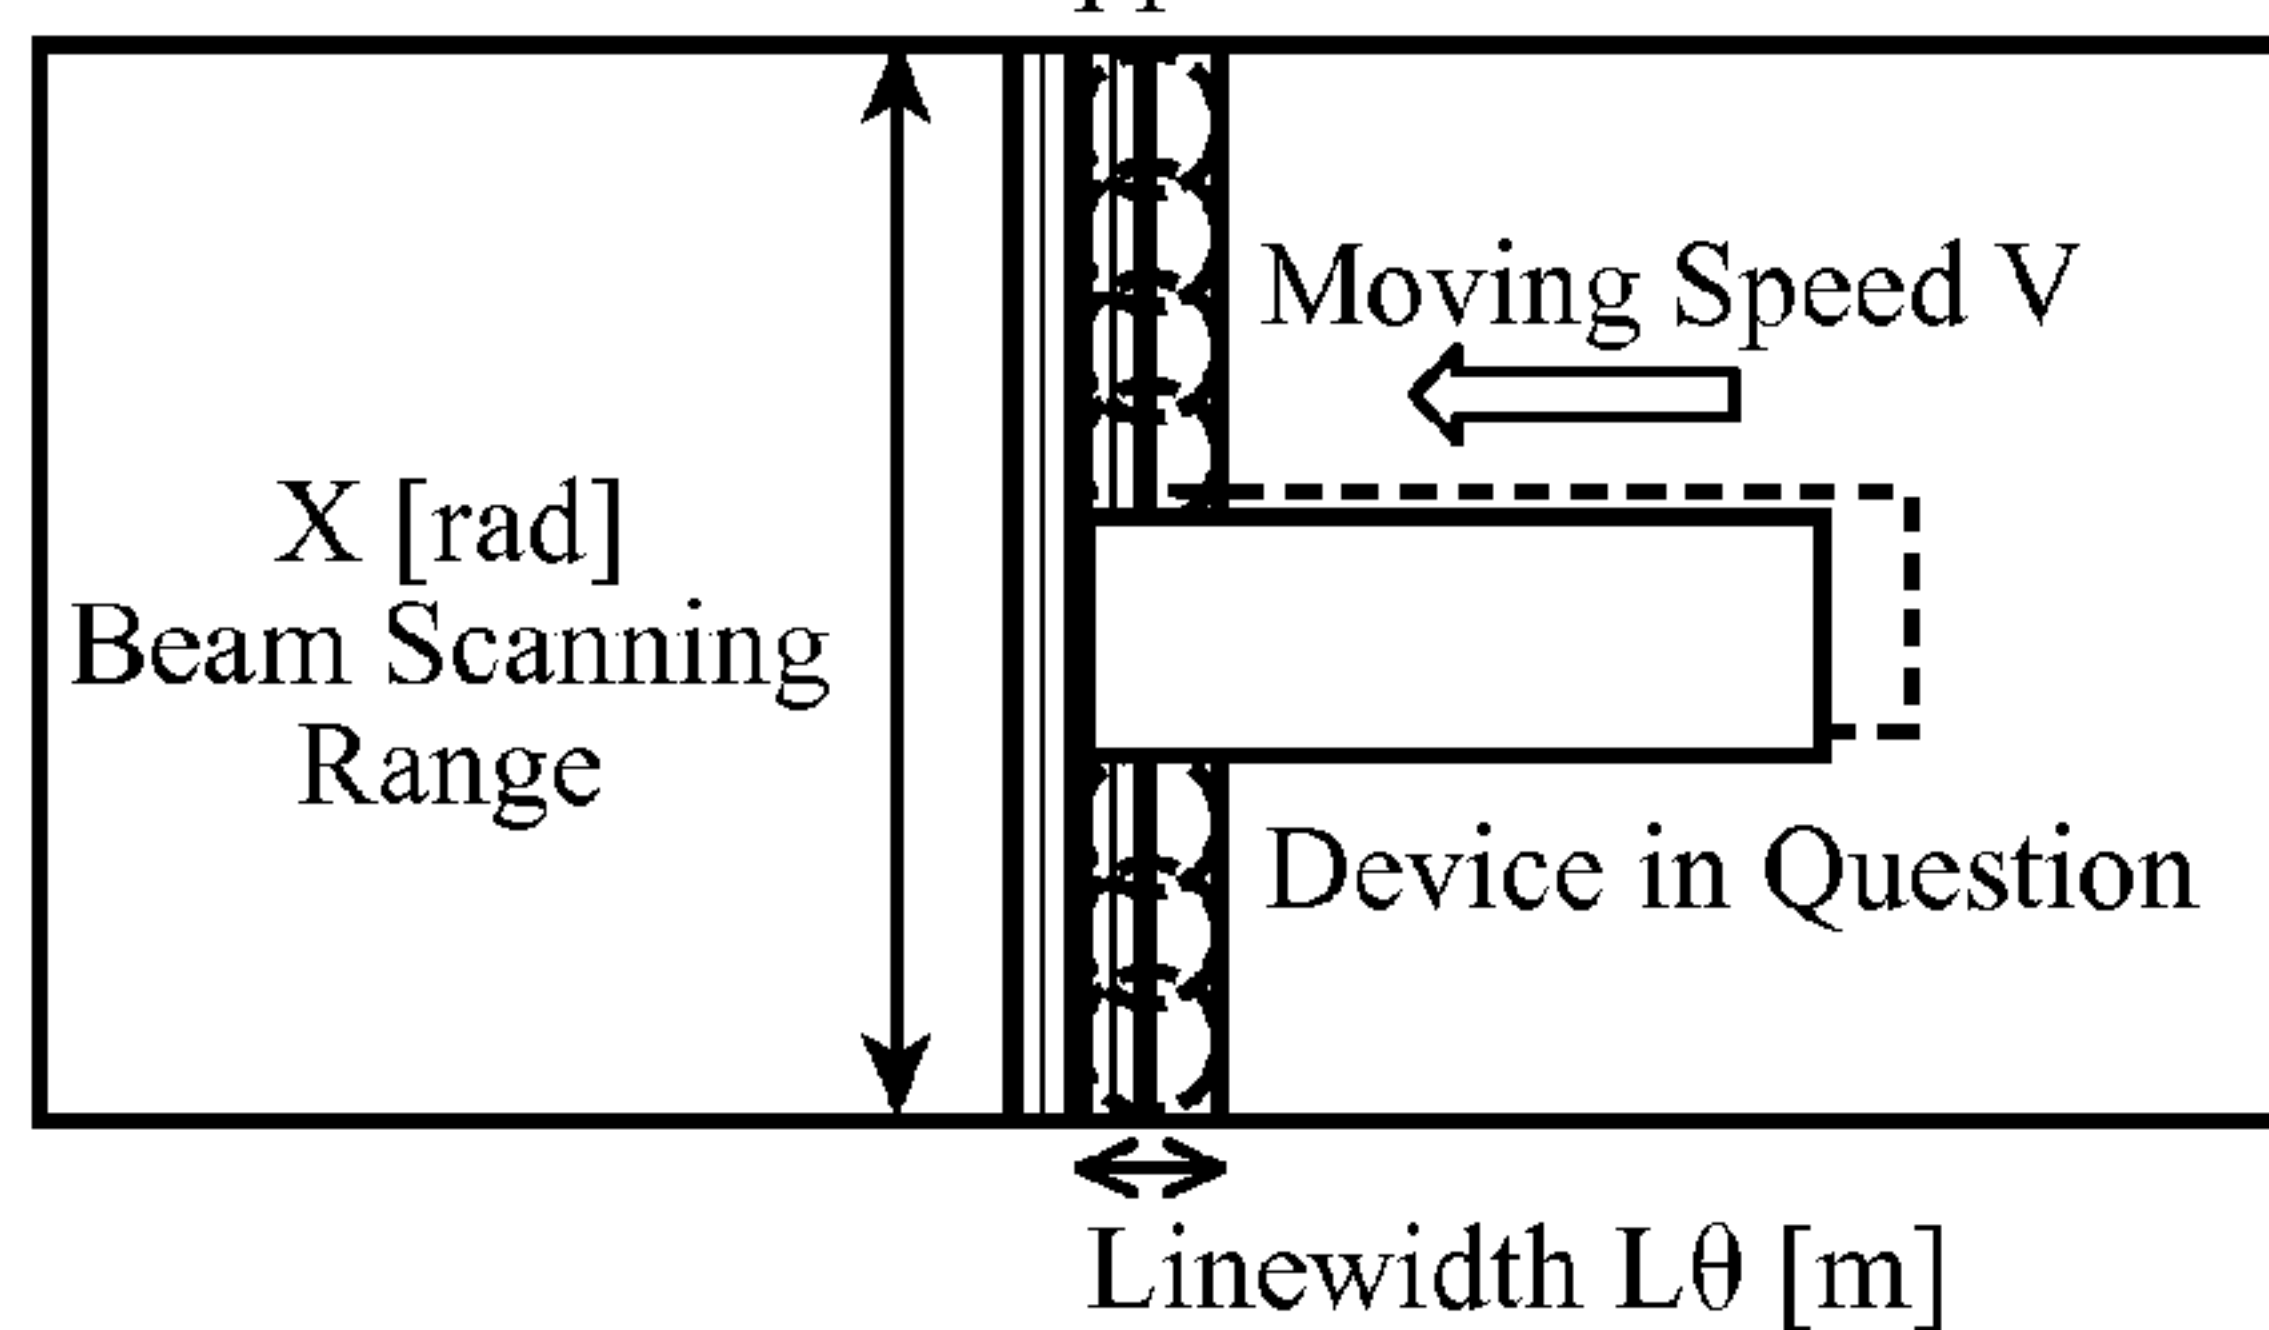 Moving Speed V
X [rad]
Beam Scanning
Range
Device in Question
Linewidth Lθ [m]